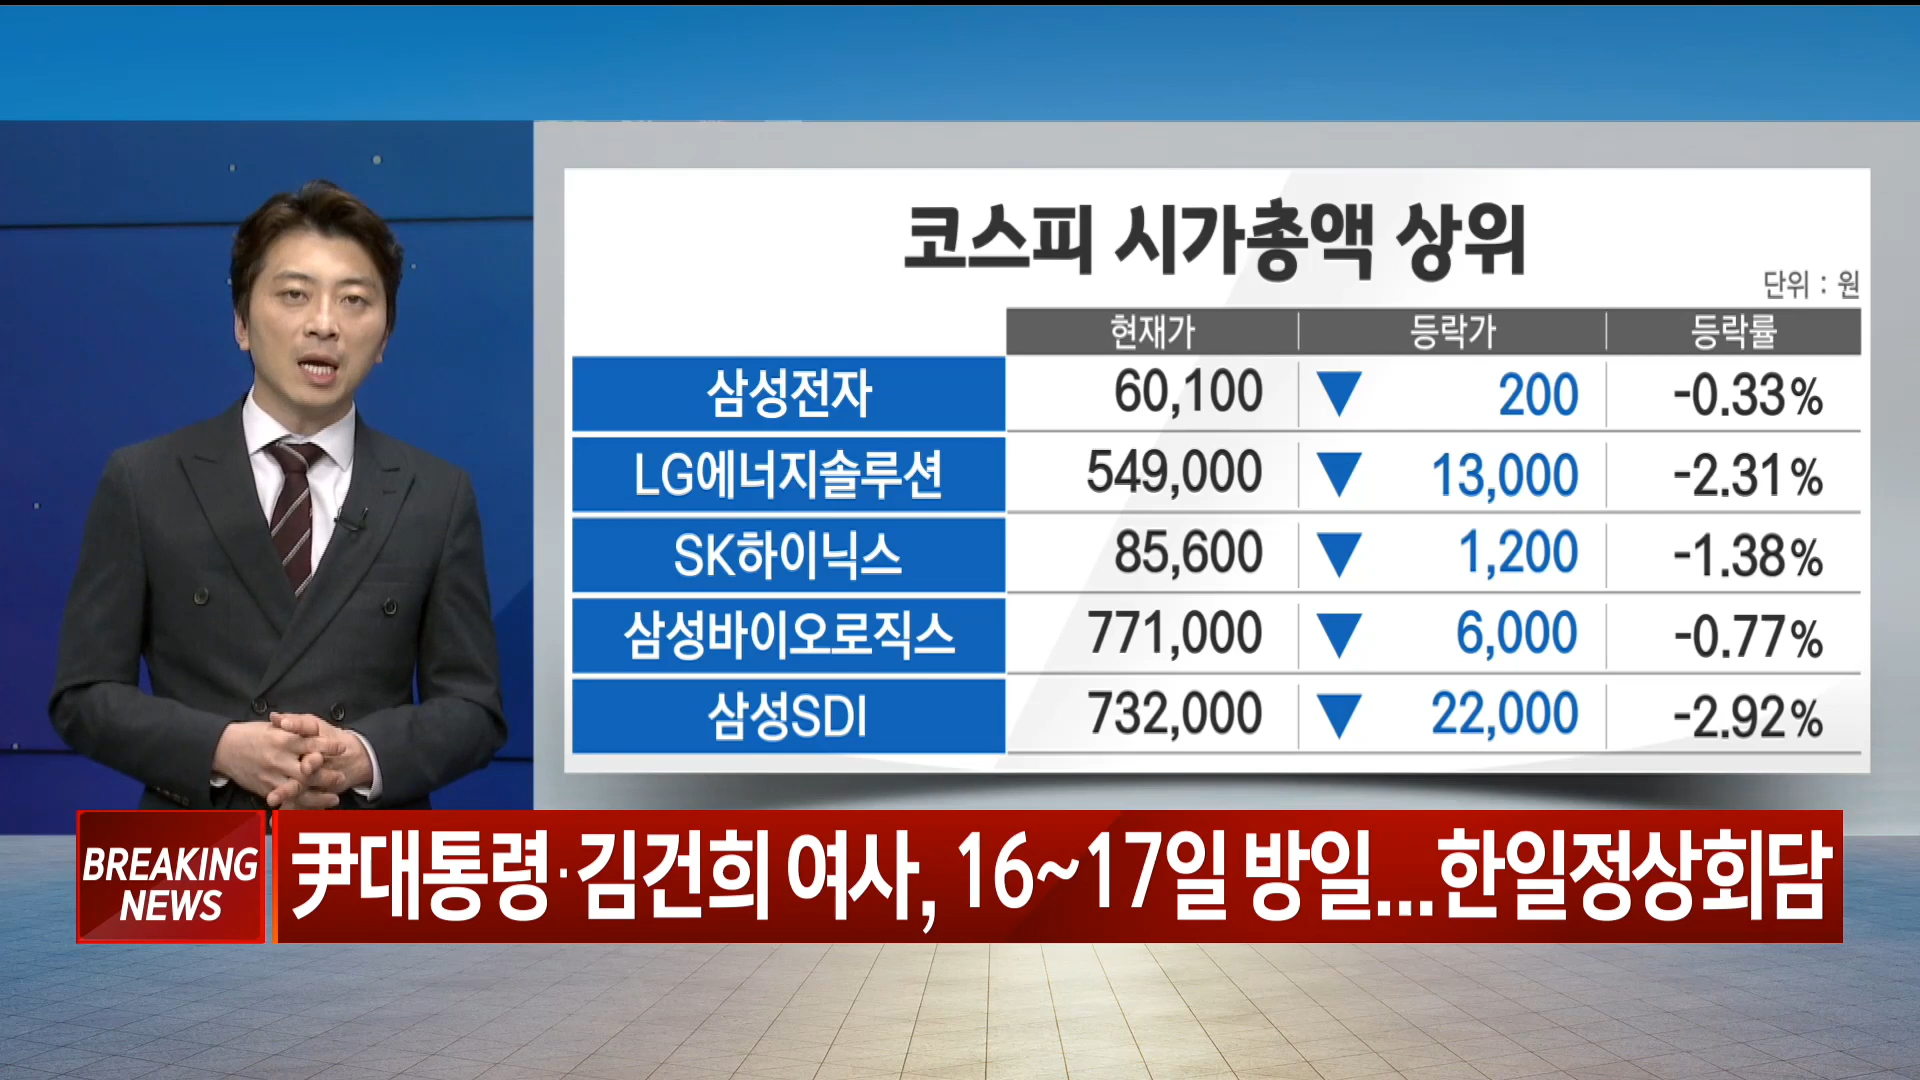 코스피 시가총액 상위
단위 : 원
현재가 등락가 등락률
삼성전자 60,100 ▼ 200 -0.33%
LG에너지솔루션 549,000 ▼ 13,000 -2.31%
SK하이닉스 85,600 ▼ 1,200 -1.38%
삼성바이오로직스 771,000 ▼ 6,000 -0.77%
삼성SDI 732,000 ▼ 22,000 -2.92%
BREAKING
NEWS
尹대통령·김건희 여사, 16~17일 방일...한일정상회담